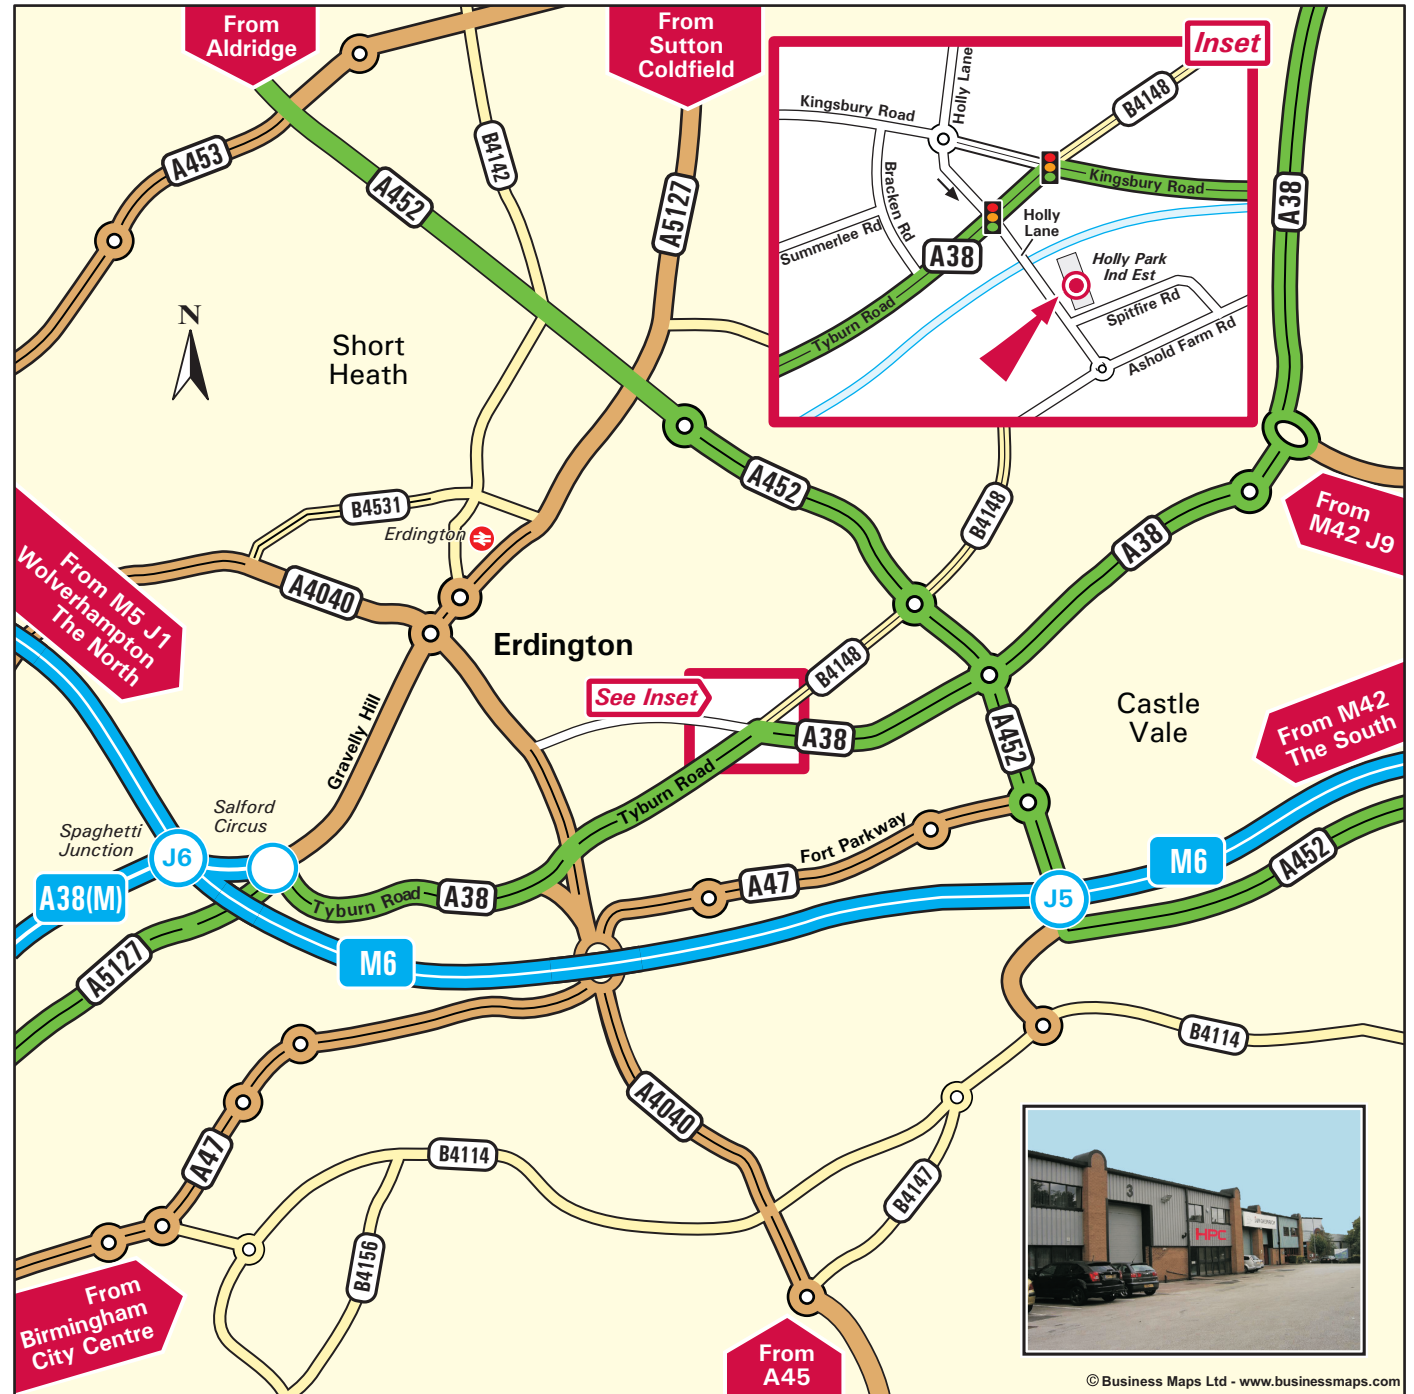 From
Aldridge
From
Sutton
Coldfield
Inset
Holly Lane
Kingsbury Road
B4148
Kingsbury Road
Bracken Rd
Summerlee Rd
Holly
Lane
A38
Holly Park
Ind Est
Spitfire Rd
Tyburn Road
Ashold Farm Rd
A453
B4142
A452
A5127
A38
N
Short
Heath
A452
B4531
Erdington
B4148
A38
From
M42 J9
From M5 J1
Wolverhampton
The North
A4040
Erdington
B4148
See Inset
A38
A452
Castle
Vale
From M42
The South
Gravelly Hill
Tyburn Road
Salford
Circus
Spaghetti
Junction
J6
Fort Parkway
M6
A452
A38(M)
Tyburn Road
A38
A47
J5
A5127
M6
B4114
A4040
A47
B4114
B4147
B4156
3
HPC
From
Birmingham
City Centre
From
A45
© Business Maps Ltd - www.businessmaps.com